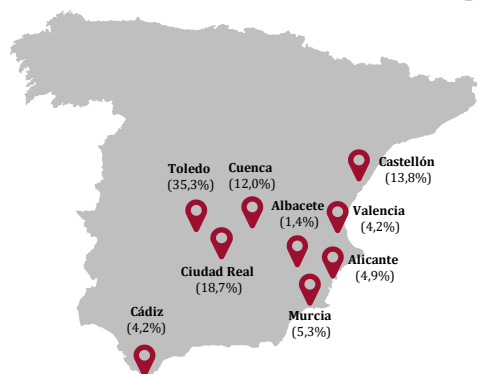 Castellón
(13,8%)
Toledo
(35,3%)
Cuenca
(12,0%)
Albacete
(1,4%)
Valencia
(4,2%)
Ciudad Real
(18,7%)
Alicante
(4,9%)
Murcia
(5,3%)
Cádiz
(4,2%)